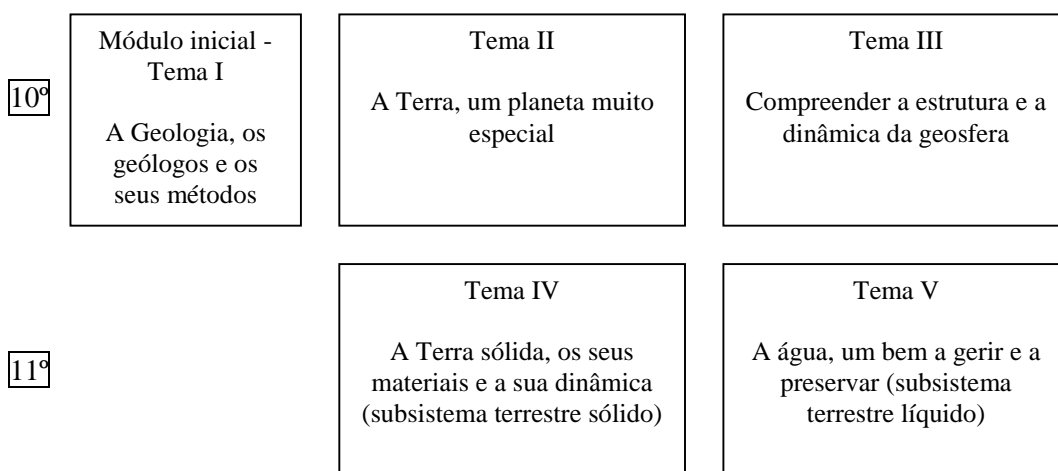 10º
Módulo inicial -
Tema I
A Geologia, os
geólogos e os
seus métodos
Tema II
A Terra, um planeta muito
especial
Tema III
Compreender a estrutura e a
dinâmica da geosfera
11º
Tema IV
A Terra sólida, os seus
materiais e a sua dinâmica
(subsistema terrestre sólido)
Tema V
A água, um bem a gerir e a
preservar (subsistema
terrestre líquido)